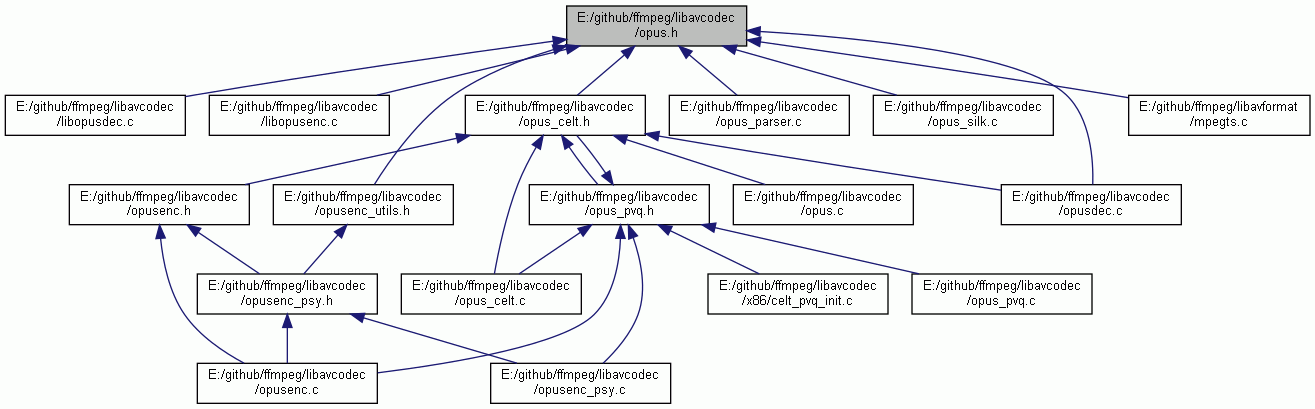 E:/github/ffmpeg/libavcodec
/opus.h
E:/github/ffmpeg/libavcodec
/libopusdec.c
E:/github/ffmpeg/libavcodec
/libopusenc.c
E:/github/ffmpeg/libavcodec
/opus_celt.h
E:/github/ffmpeg/libavcodec
/opus_parser.c
E:/github/ffmpeg/libavcodec
/opus_silk.c
E:/github/ffmpeg/libavformat
/mpegts.c
E:/github/ffmpeg/libavcodec
/opusenc.h
E:/github/ffmpeg/libavcodec
/opusenc_utils.h
E:/github/ffmpeg/libavcodec
/opus_pvq.h
E:/github/ffmpeg/libavcodec
/opus.c
E:/github/ffmpeg/libavcodec
/opusdec.c
E:/github/ffmpeg/libavcodec
/opusenc_psy.h
E:/github/ffmpeg/libavcodec
/opus_celt.c
E:/github/ffmpeg/libavcodec
/x86/celt_pvq_init.c
E:/github/ffmpeg/libavcodec
/opus_pvq.c
E:/github/ffmpeg/libavcodec
/opusenc.c
E:/github/ffmpeg/libavcodec
/opusenc_psy.c